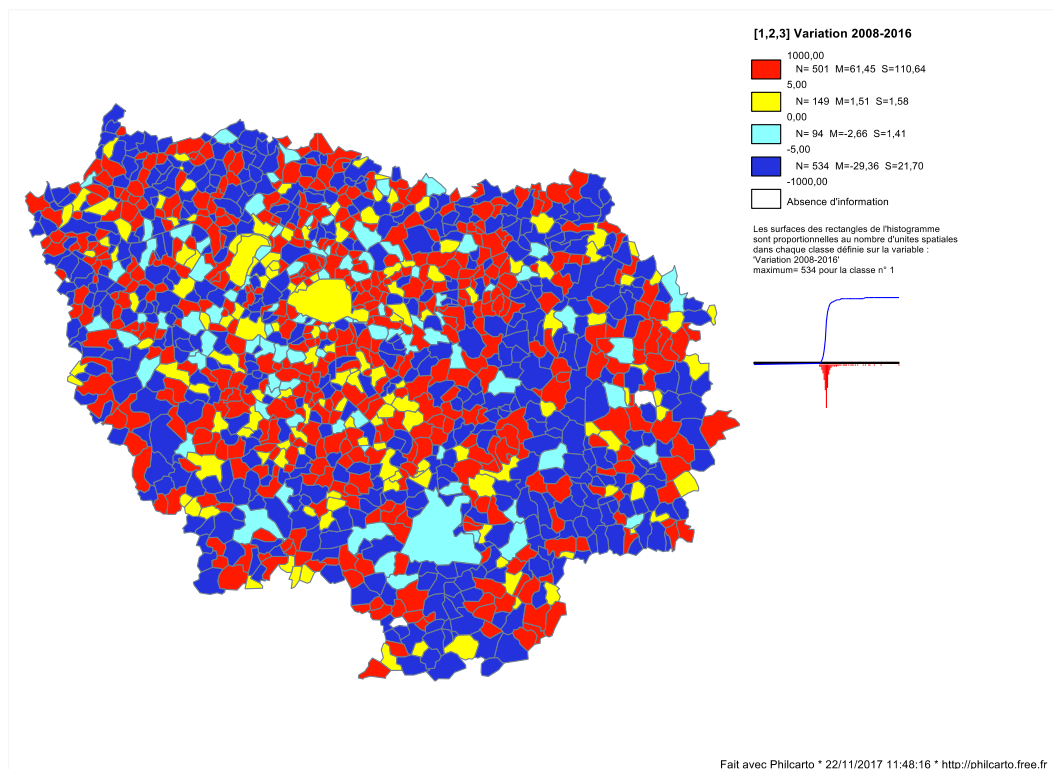 [1,2,3] Variation 2008-2016
1000,00
N= 501 M=61,45 S=110,64
5,00
N= 149 M=1,51 S=1,58
0,00
N= 94 M=-2,66 S=1,41
-5,00
N= 534 M=-29,36 S=21,70
-1000,00
Absence d'information
Les surfaces des rectangles de l'histogramme
sont proportionnelles au nombre d'unites spatiales
dans chaque classe définie sur la variable :
'Variation 2008-2016'
maximum= 534 pour la classe n° 1
Fait avec Philcarto * 22/11/2017 11:48:16 * http://philcarto.free.fr